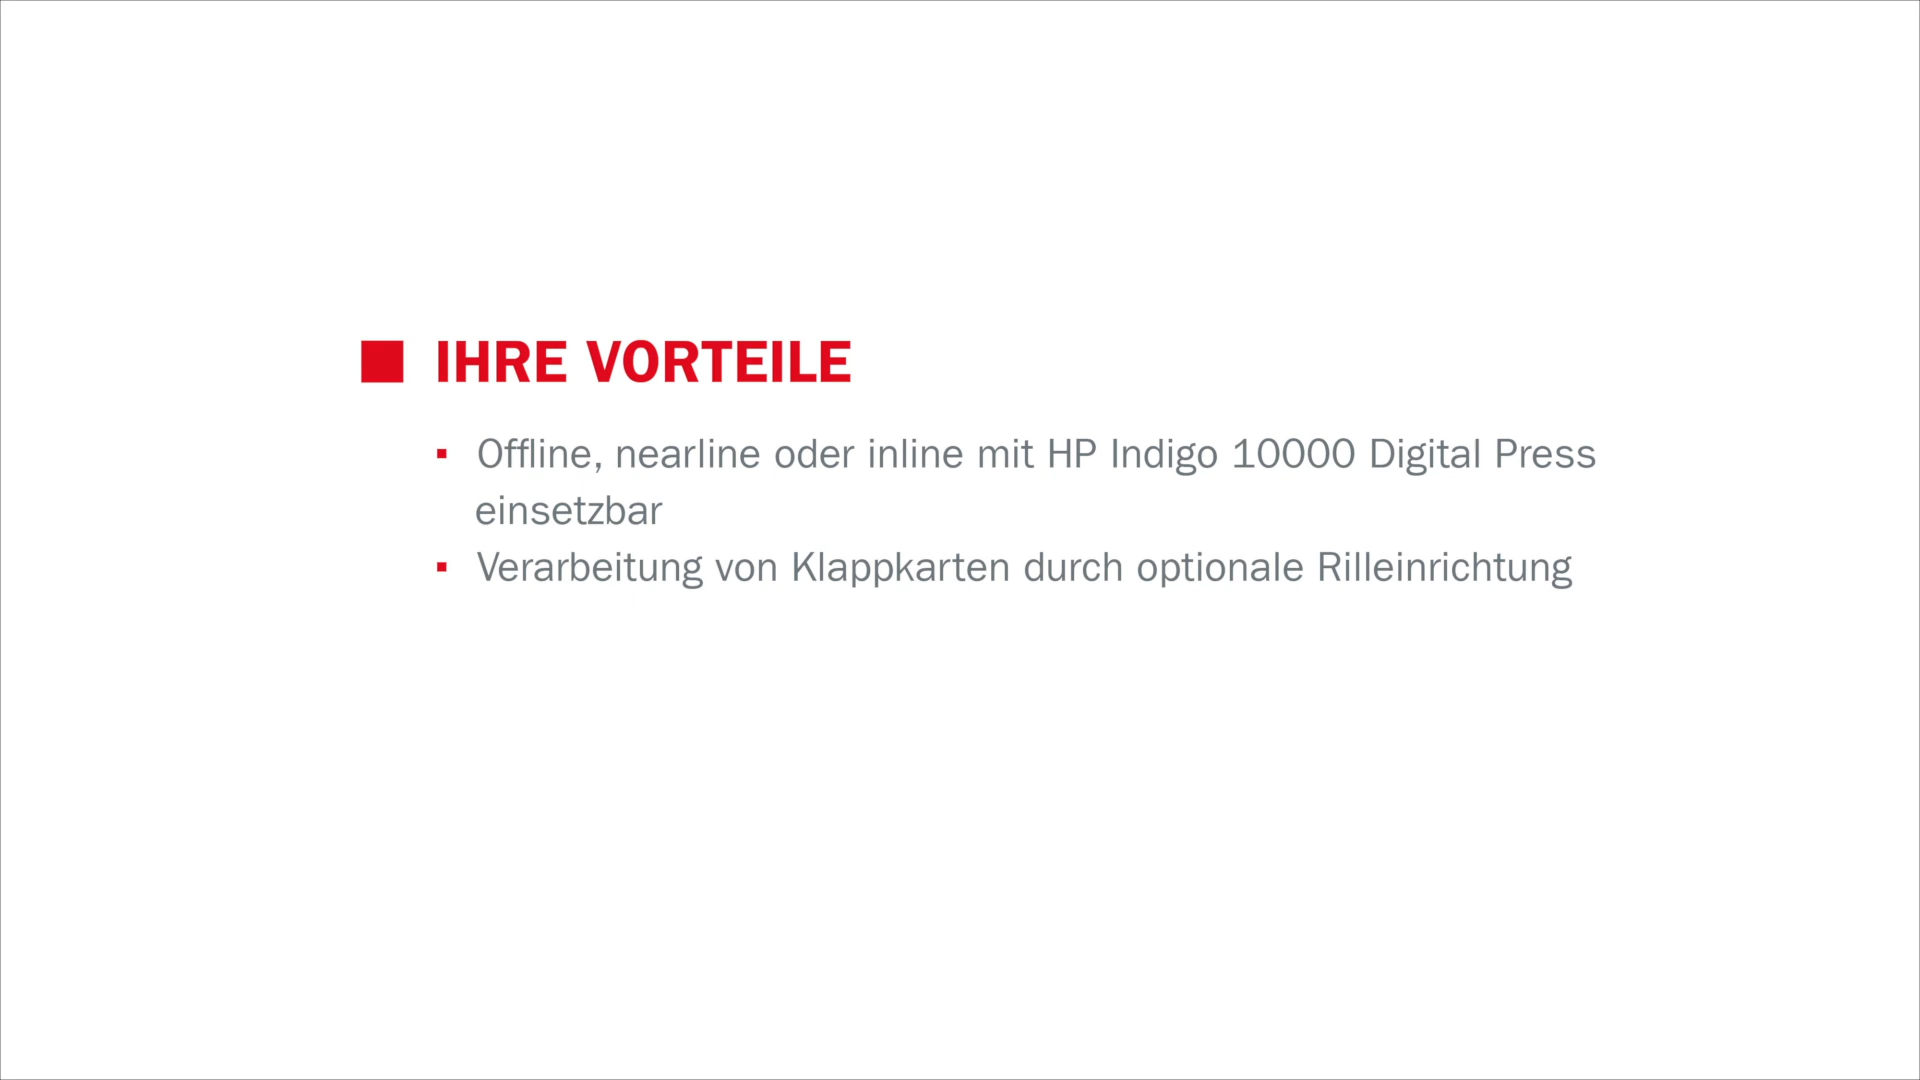 IHRE VORTEILE
Offline, nearline oder inline mit HP Indigo 10000 Digital Press
einsetzbar
Verarbeitung von Klappkarten durch optionale Rilleinrichtung